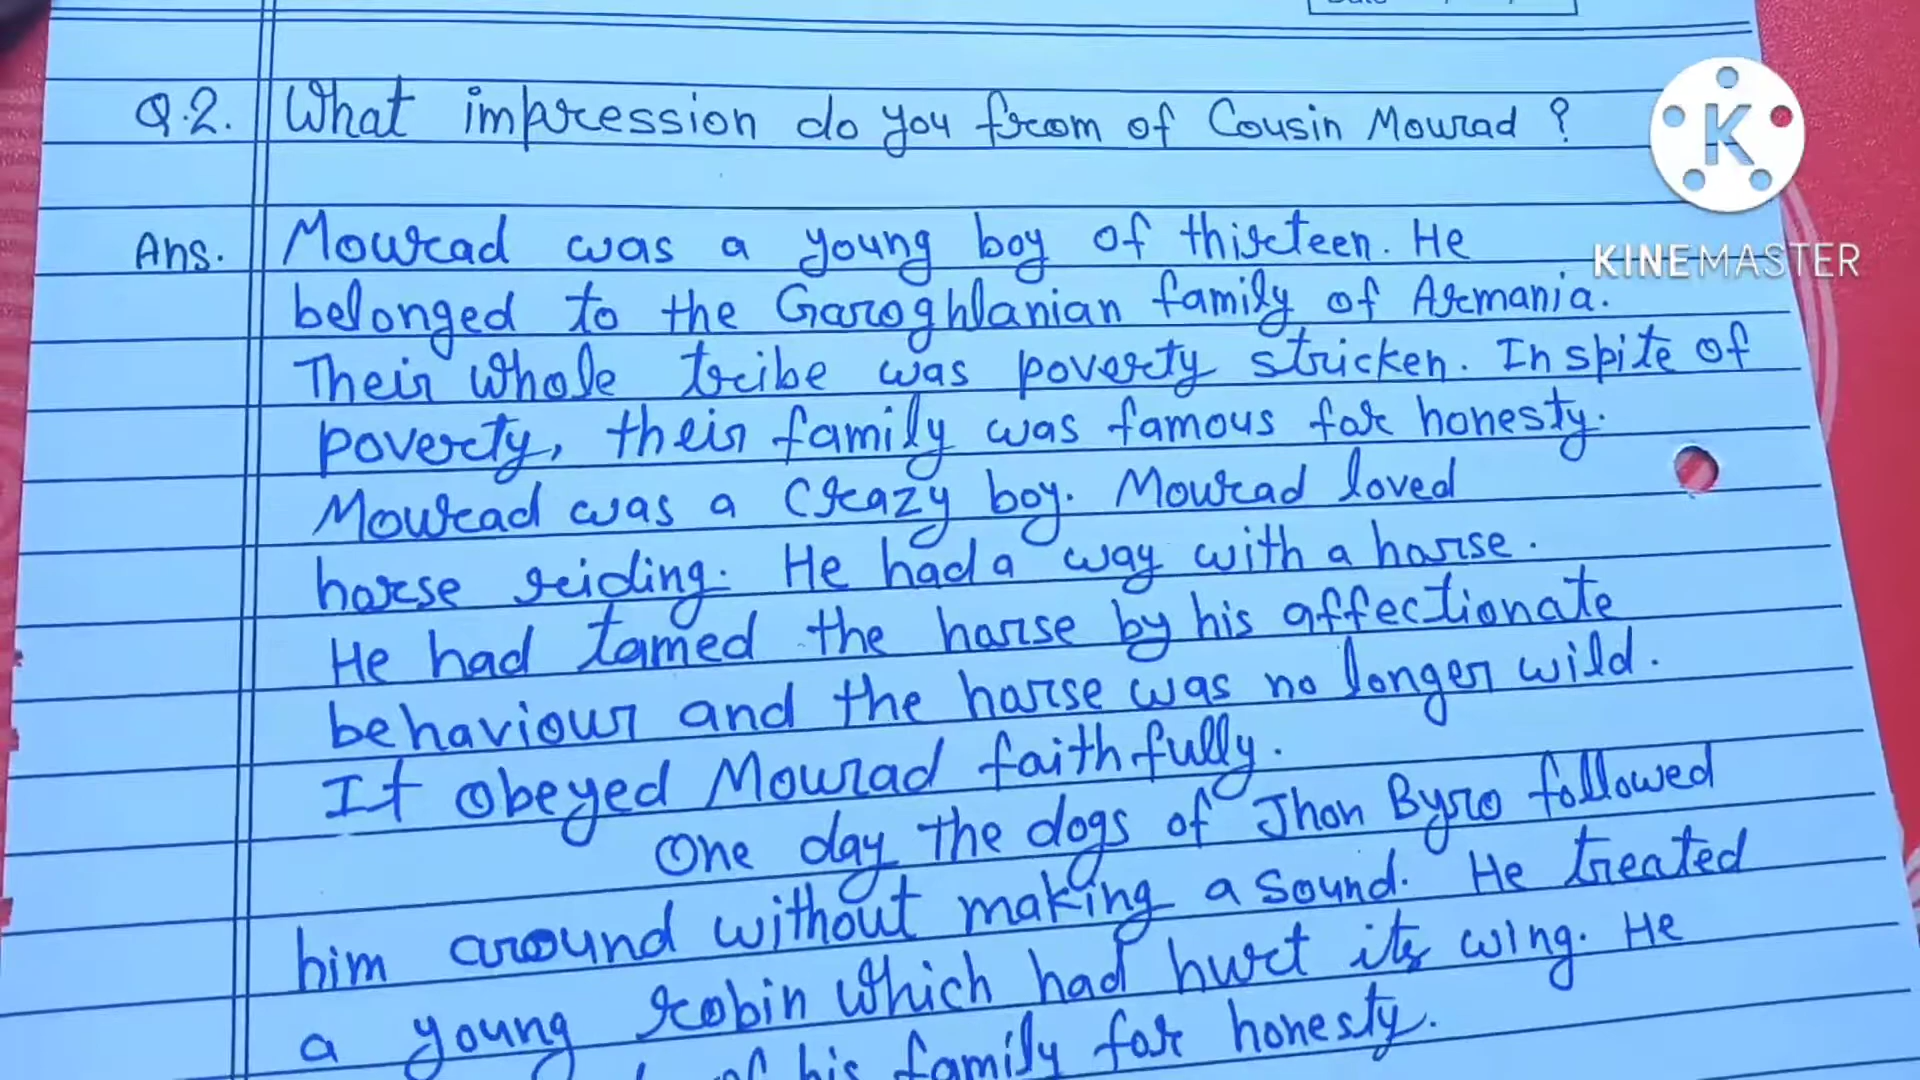 Q.2. What impression do you from of Cousin Mourad ?
KINEMASTER
Ans. Mourad was a young boy of thirteen. He
belonged to the Garoghlanian family of Armania.
Their whole tribe was poverty stricken. In spite of
poverty, their family was famous for honesty.
Mourad was a crazy boy. Mourad loved
horse riding. He had a way with a horse.
He had tamed the horse by his affectionate
behaviour and the horse was no longer wild.
It obeyed Mourad faithfully.
One day the dogs of Jhon Byro followed
him around without making a sound. He treated
a young robin which had hurt its wing. He
of his family for honesty.